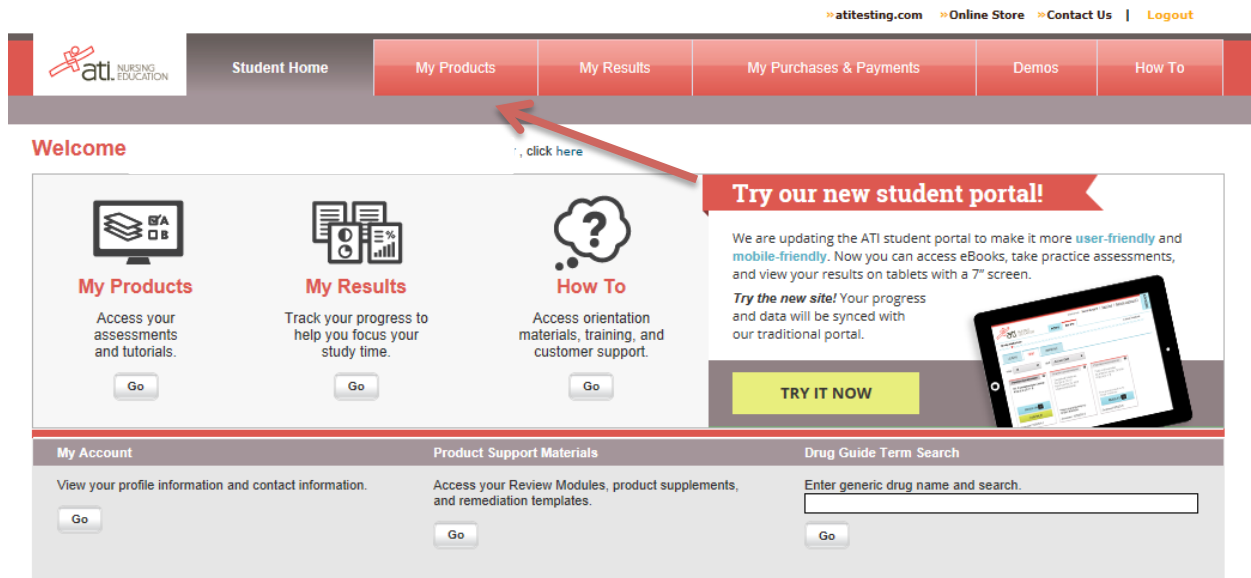 »atitesting.com »Online Store »Contact Us | Logout
ati. NURSING EDUCATION
Student Home My Products My Results My Purchases & Payments Demos How To
Welcome
, click here
My Products
Access your
assessments
and tutorials.
Go
My Results
Track your progress to
help you focus your
study time.
Go
How To
Access orientation
materials, training, and
customer support.
Go
Try our new student portal!
We are updating the ATI student portal to make it more user-friendly and
mobile-friendly. Now you can access eBooks, take practice assessments,
and view your results on tablets with a 7" screen.
Try the new site! Your progress
and data will be synced with
our traditional portal.
TRY IT NOW
ati
My Account
View your profile information and contact information.
Go
Product Support Materials
Access your Review Modules, product supplements,
and remediation templates.
Go
Drug Guide Term Search
Enter generic drug name and search.
Go